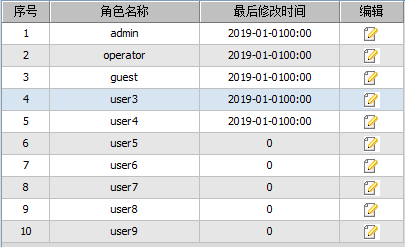 序号 角色名称 最后修改时间 编辑
1 admin 2019-01-0100:00
2 operator 2019-01-0100:00
3 guest 2019-01-0100:00
4 user3 2019-01-0100:00
5 user4 2019-01-0100:00
6 user5 0
7 user6 0
8 user7 0
9 user8 0
10 user9 0